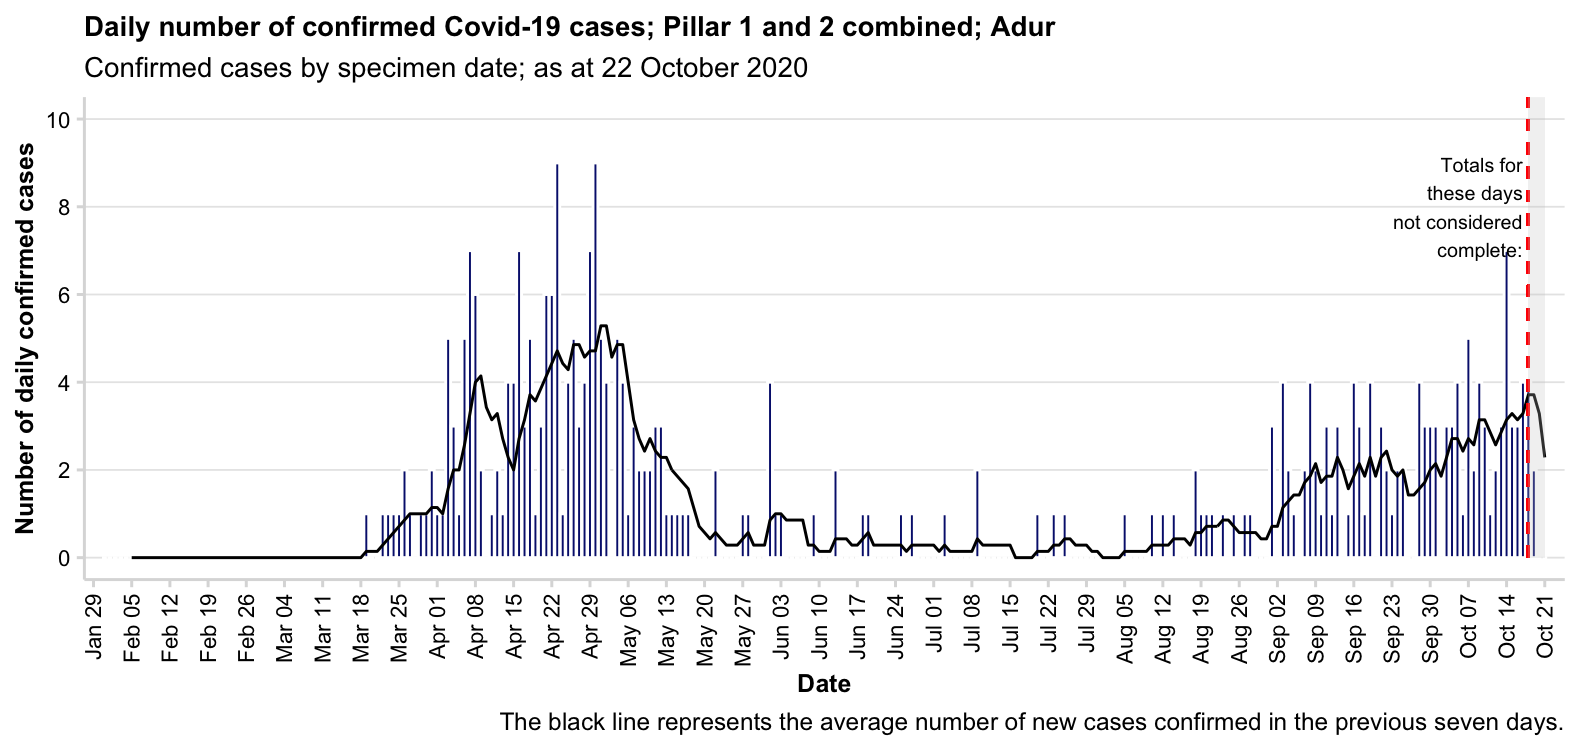 Daily number of confirmed Covid-19 cases; Pillar 1 and 2 combined; Adur
Confirmed cases by specimen date; as at 22 October 2020
Number of daily confirmed cases
10
8
6
4
2
0
Totals for
these days
not considered
complete:
Jan 29
Feb 05
Feb 12
Feb 19
Feb 26
Mar 04
Mar 11
Mar 18
Mar 25
Apr 01
Apr 08
Apr 15
Apr 22
Apr 29
May 06
May 13
May 20
May 27
Jun 03
Jun 10
Jun 17
Jun 24
Jul 01
Jul 08
Jul 15
Jul 22
Jul 29
Aug 05
Aug 12
Aug 19
Aug 26
Sep 02
Sep 09
Sep 16
Sep 23
Sep 30
Oct 07
Oct 14
Oct 21
Date
The black line represents the average number of new cases confirmed in the previous seven days.